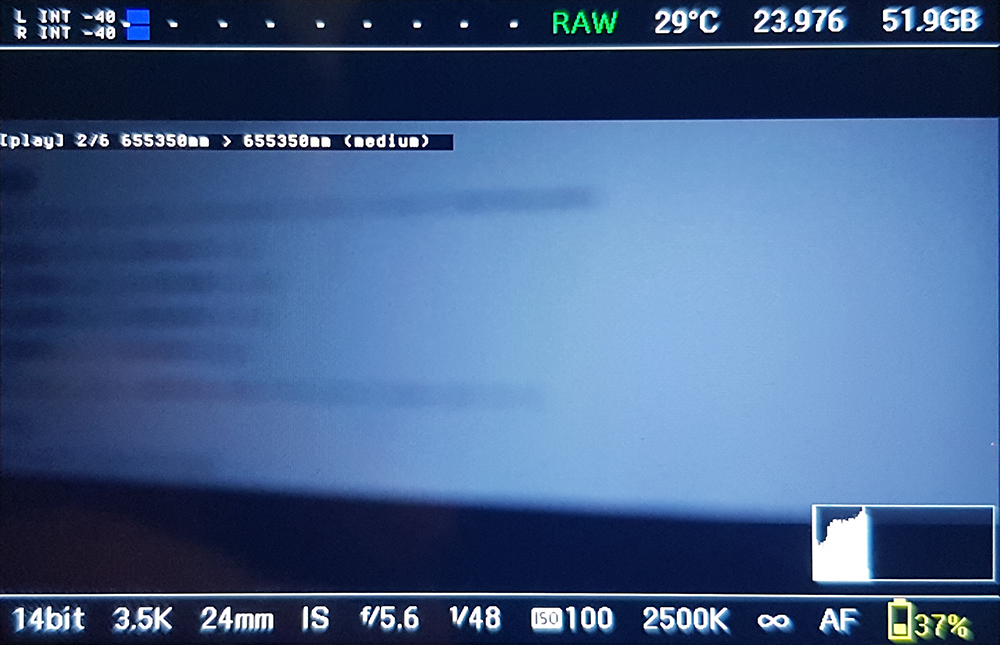 L INT -40
R INT -40
RAW 29°C 23.976 51.9GB
[play] 2/6 655350mm > 655350mm (medium)
14bit 3.5K 24mm IS f/5.6 1/48 ISO100 2500K ∞ AF 37%